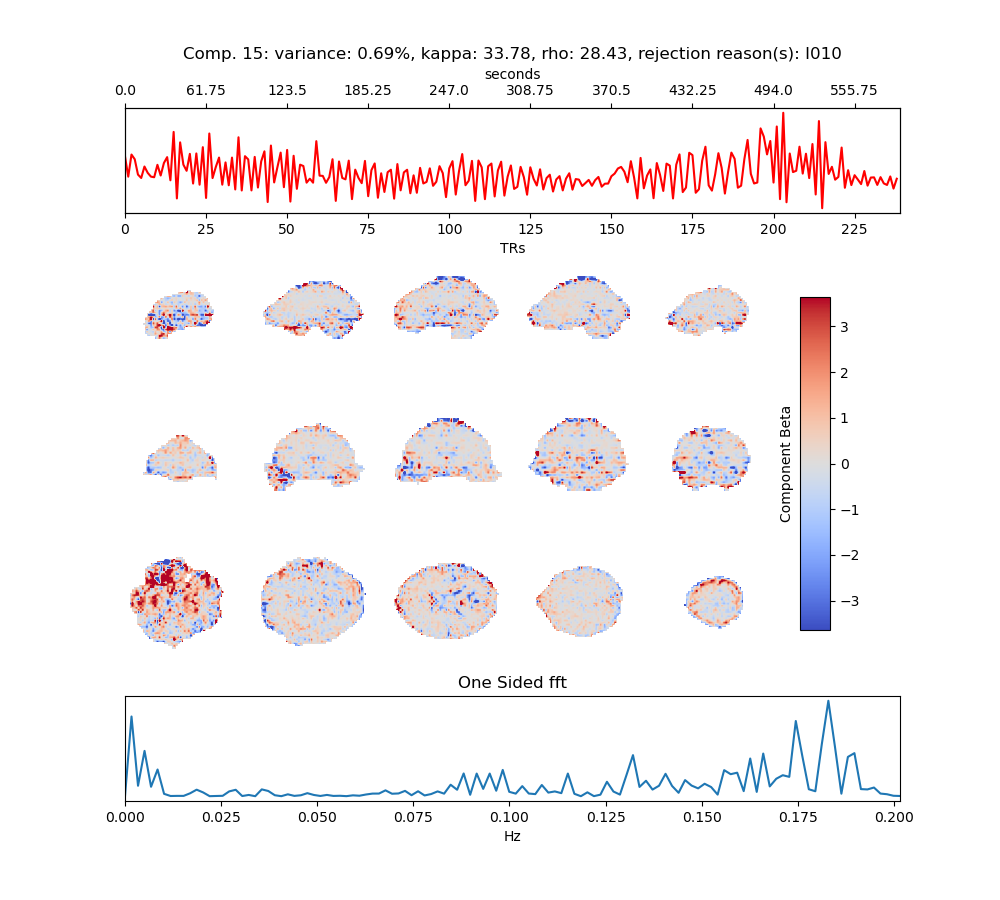 Comp. 15: variance: 0.69%, kappa: 33.78, rho: 28.43, rejection reason(s): I010
seconds
0.0 61.75 123.5 185.25 247.0 308.75 370.5 432.25 494.0 555.75
0 25 50 75 100 125 150 175 200 225
TRs
3
2
1
0
−1
−2
−3
Component Beta
One Sided fft
0.000 0.025 0.050 0.075 0.100 0.125 0.150 0.175 0.200
Hz